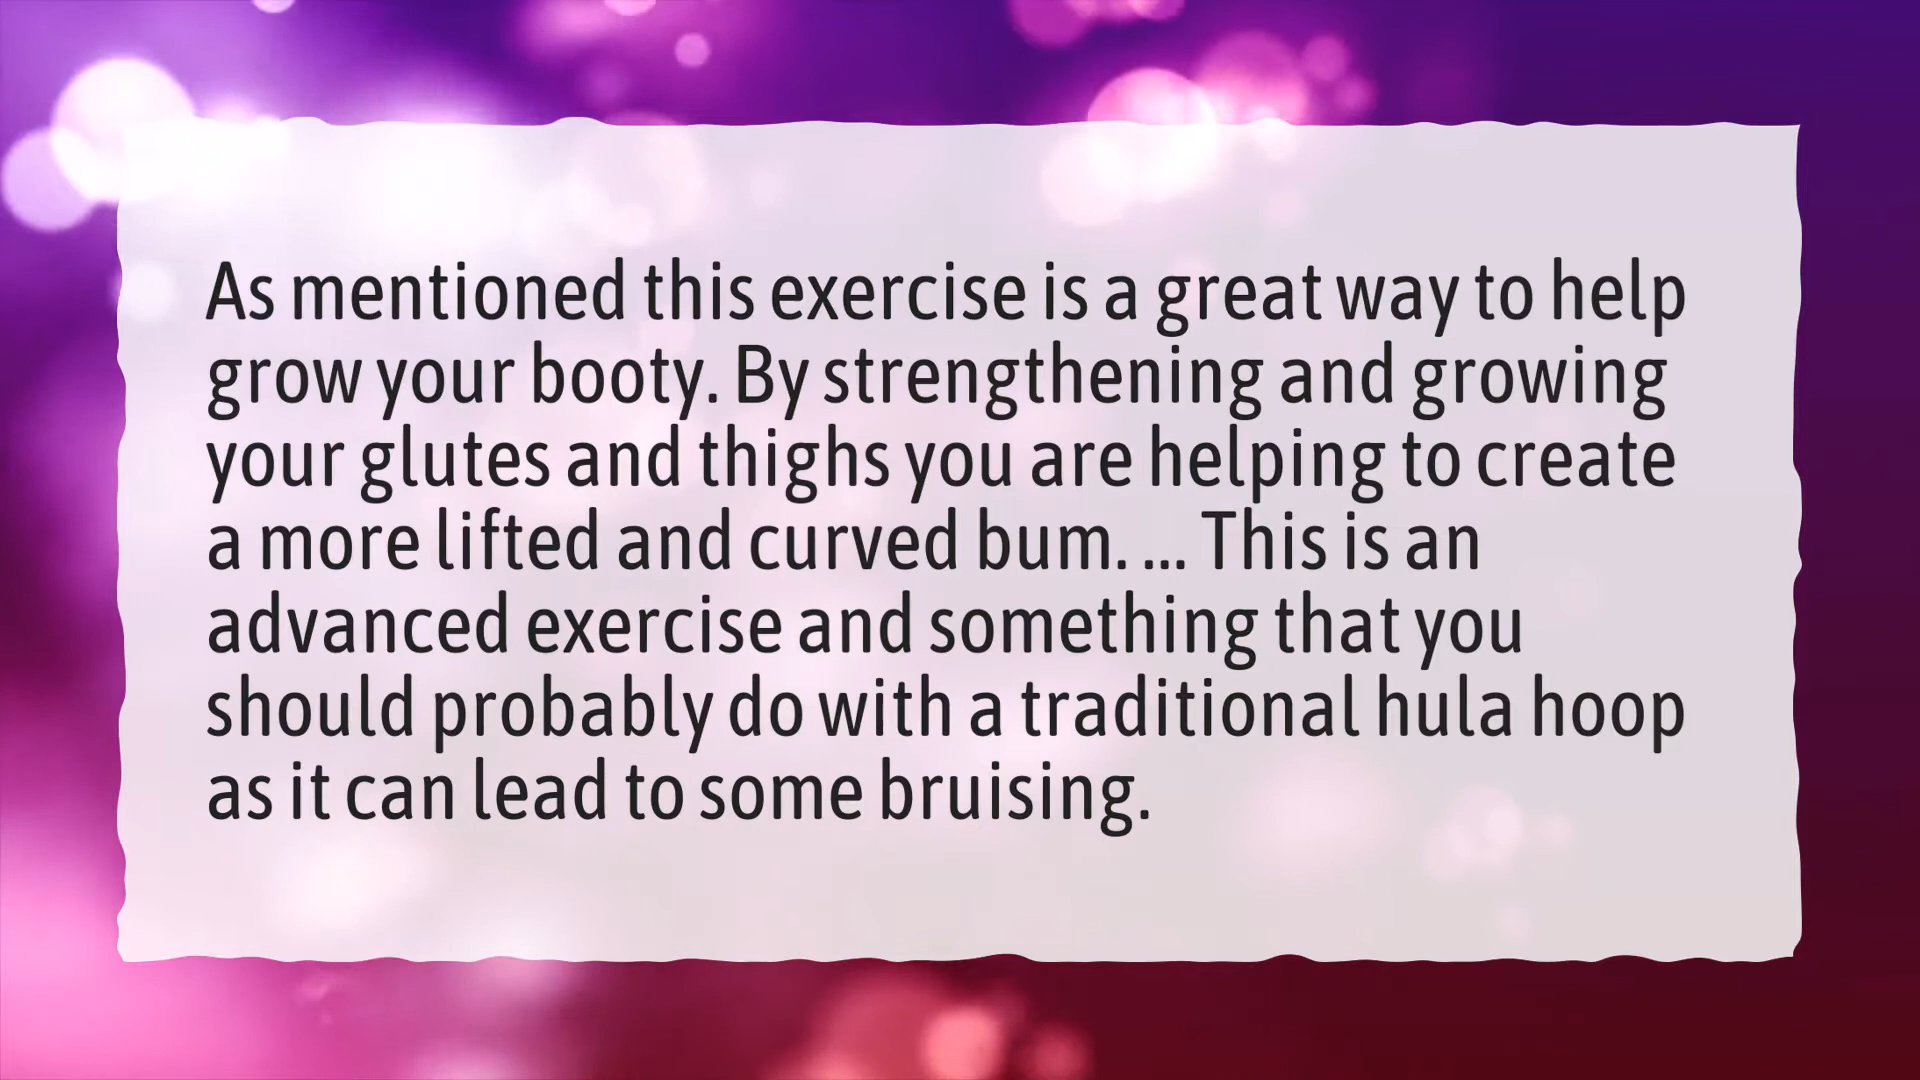 As mentioned this exercise is a great way to help
grow your booty. By strengthening and growing
your glutes and thighs you are helping to create
a more lifted and curved bum. ... This is an
advanced exercise and something that you
should probably do with a traditional hula hoop
as it can lead to some bruising.